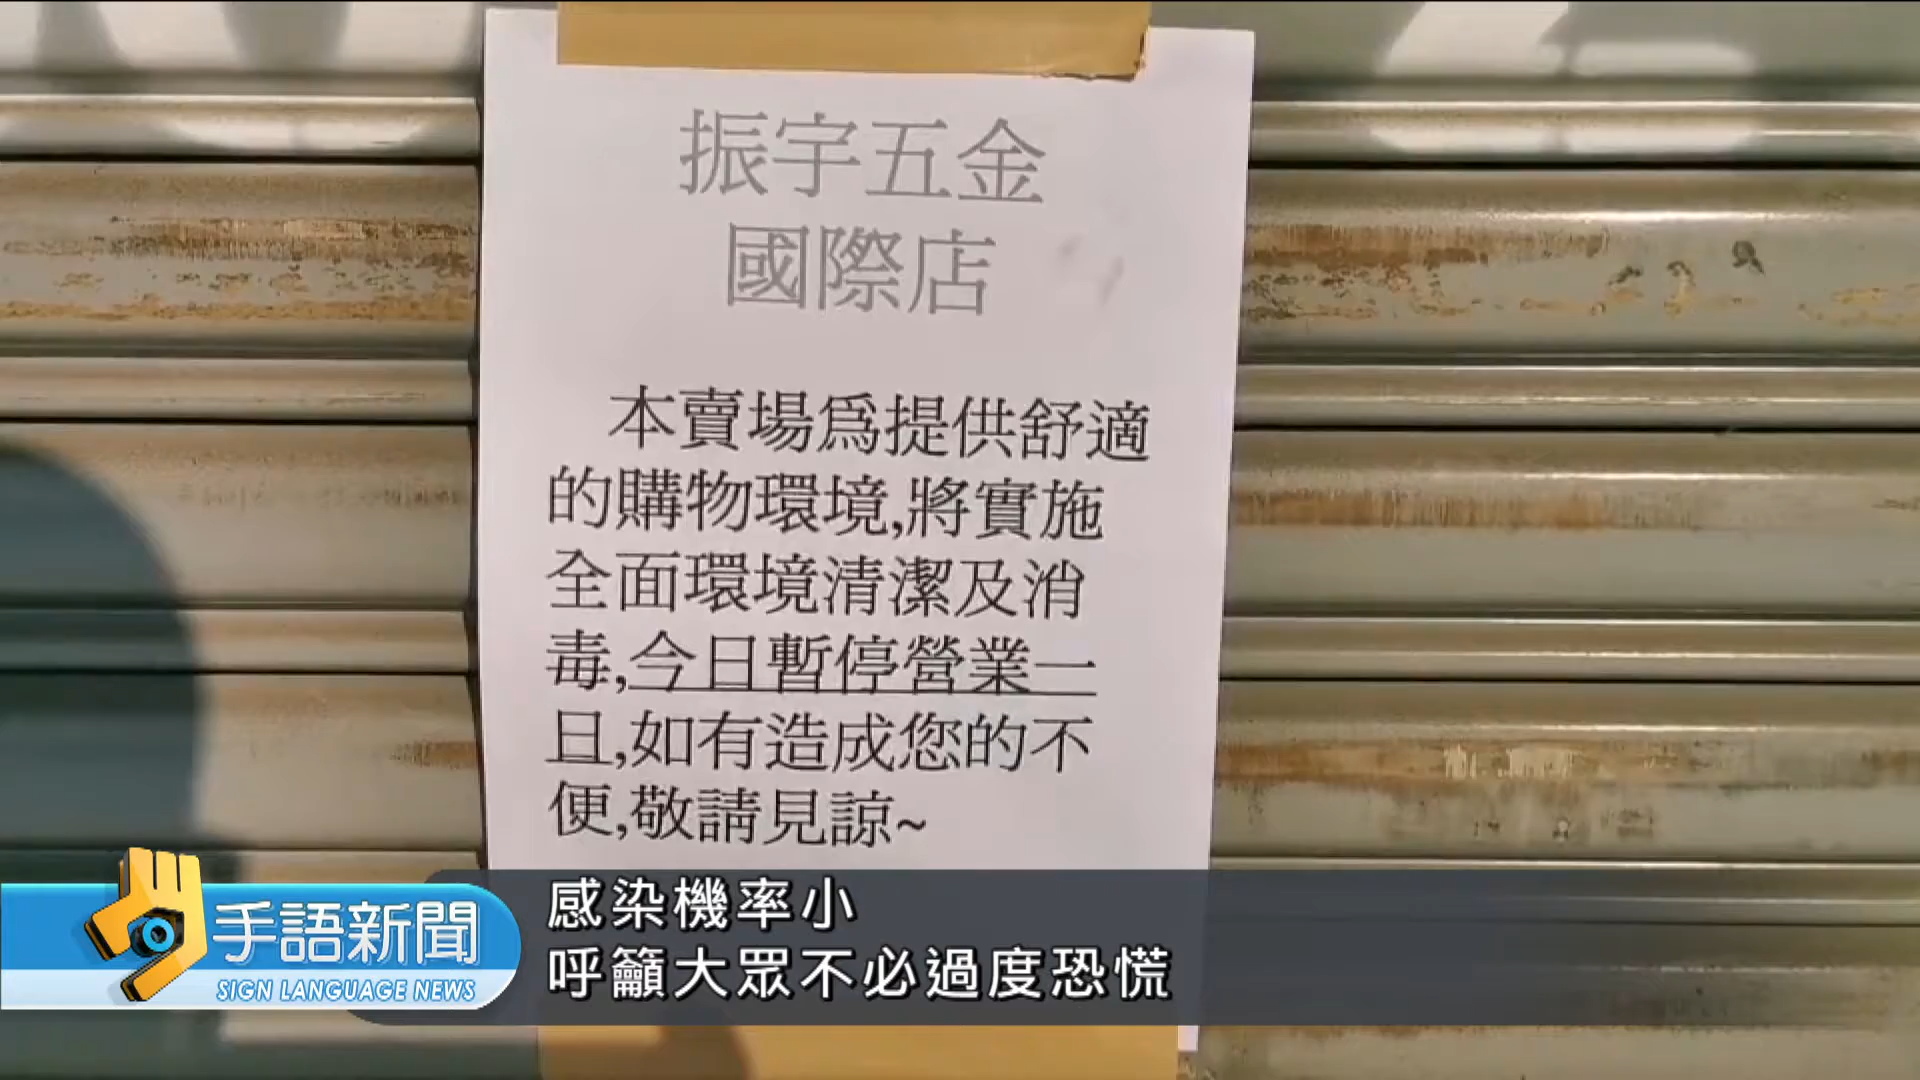 振宇五金
國際店
本賣場為提供舒適
的購物環境,將實施
全面環境清潔及消
毒,今日暫停營業一
日,如有造成您的不
便,敬請見諒~
感染機率小
呼籲大眾不必過度恐慌
手語新聞
SIGN LANGUAGE NEWS